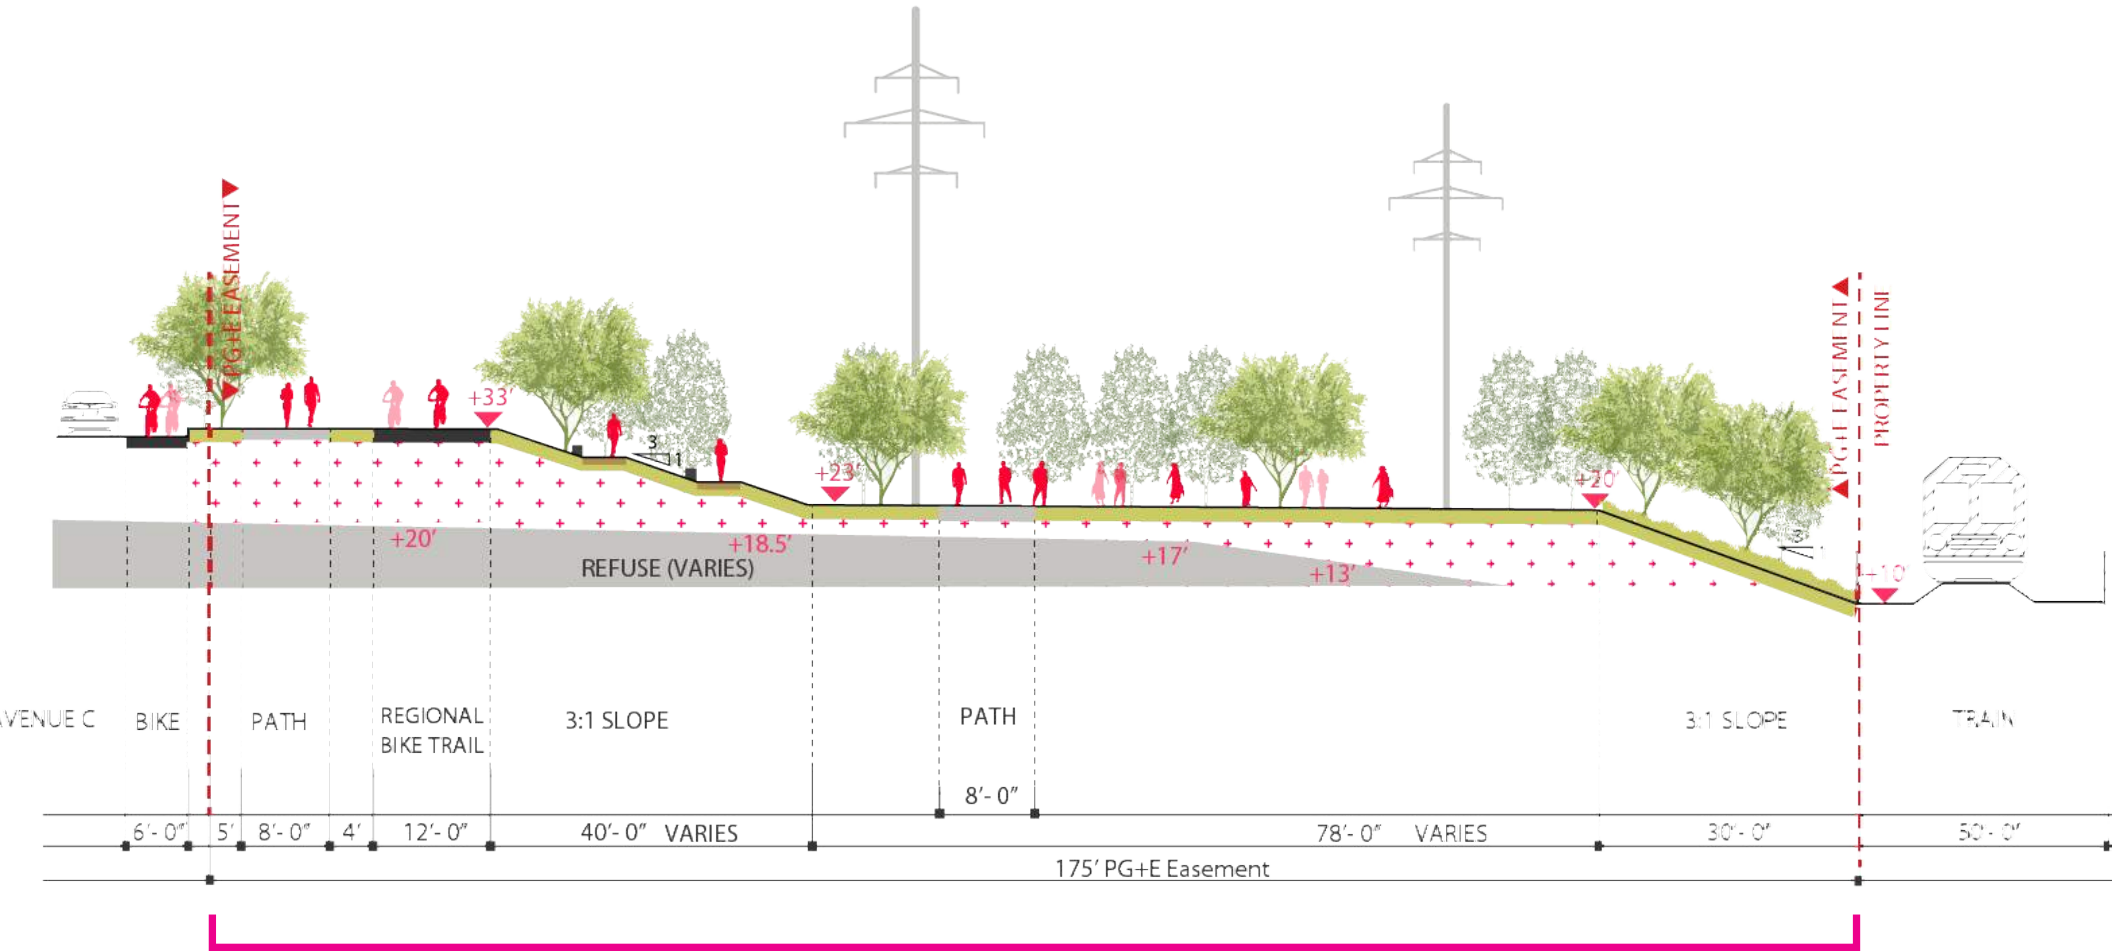 PG+E EASEMENT
PG+E EASEMENT
PROPERTY LINE
+33'
3
1
+23'
+20'
3
+10'
+20'
+18.5'
+17'
+13'
REFUSE (VARIES)
AVENUE C
BIKE
PATH
REGIONAL
BIKE TRAIL
3:1 SLOPE
PATH
3:1 SLOPE
TRAIN
8'- 0"
6'- 0"
5'
8'- 0"
4'
12'- 0"
40'- 0" VARIES
78'- 0" VARIES
30'- 0"
50'- 0"
175' PG+E Easement